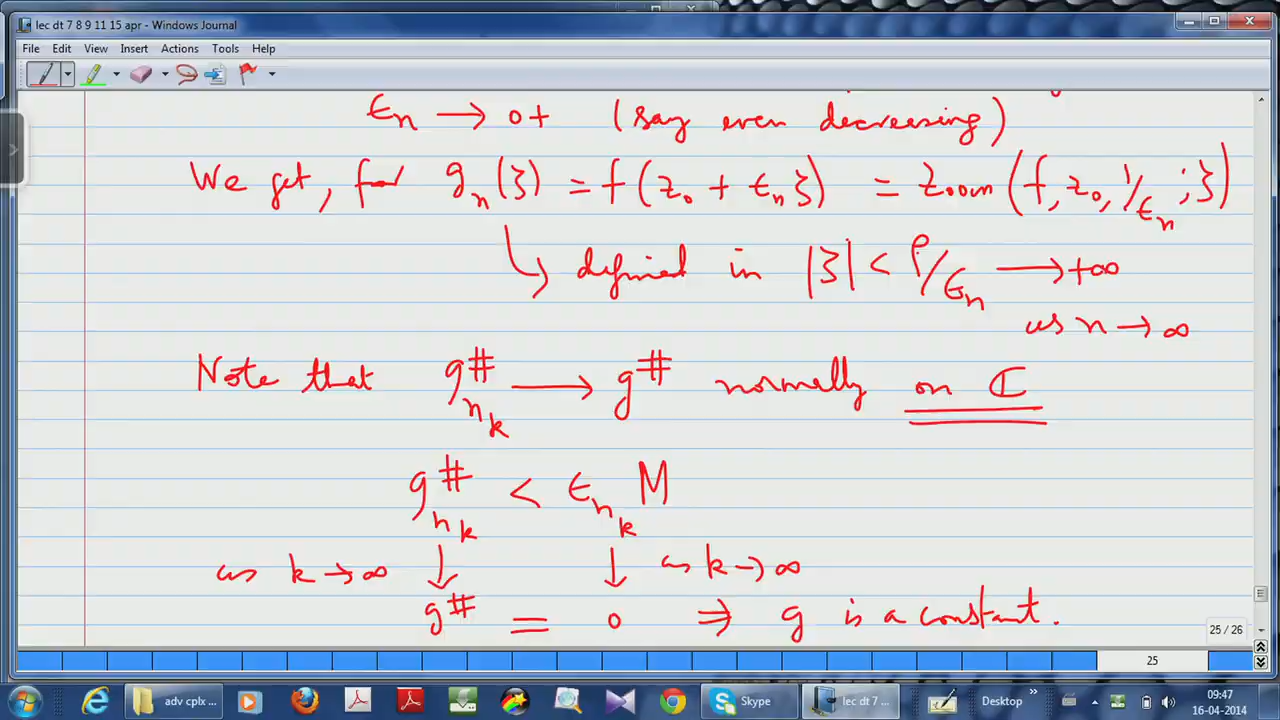 lec dt 7 8 9 11 15 apr - Windows Journal
File Edit View Insert Actions Tools Help
ϵn → 0+ (say even decreasing)
We get, for gₙ(ξ) = f(z₀ + ϵₙξ) = Zoom(f, z₀, 1/ϵₙ; ξ)
↳ defined in |ξ| < ρ/ϵₙ → +∞
as n → ∞
Note that g#ₙₖ → g# normally on ℂ
g#ₙₖ < ϵₙₖ M
as k → ∞ ↓ ↓ as k → ∞
g# = 0 ⇒ g is a constant.
25 / 26
25
adv cplx ...
Skype
lec dt 7 ...
Desktop
09:47
16-04-2014